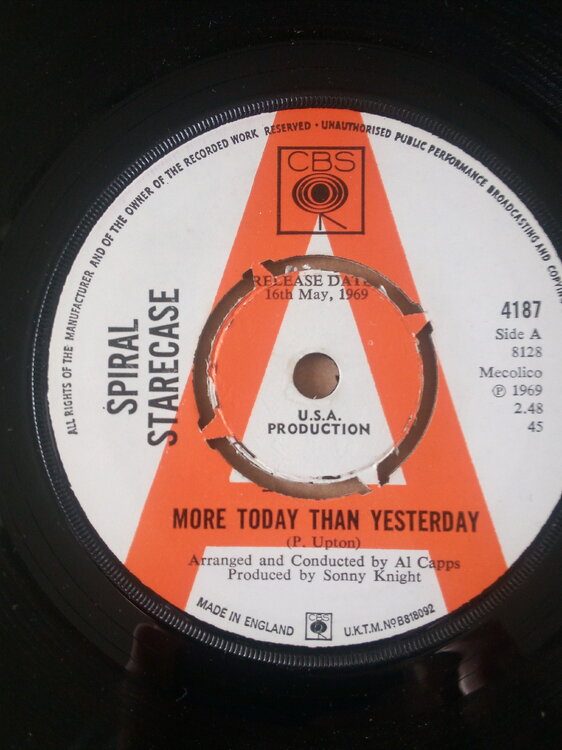 ALL RIGHTS OF THE MANUFACTURER AND OF THE OWNER OF THE RECORDED WORK RESERVED · UNAUTHORISED PUBLIC PERFORMANCE BROADCASTING AND COPYING
CBS
RELEASE DATE
16th May, 1969
SPIRAL
STARECASE
4187
Side A
8128
Mecolico
℗ 1969
2.48
45
U.S.A.
PRODUCTION
MORE TODAY THAN YESTERDAY
(P. Upton)
Arranged and Conducted by Al Capps
Produced by Sonny Knight
MADE IN ENGLAND
CBS
U.K.T.M. Nº B818092